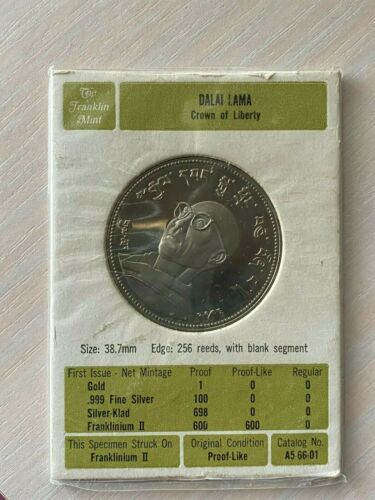 The
Franklin
Mint
DALAI LAMA
Crown of Liberty
Size: 38.7mm Edge: 256 reeds, with blank segment
First Issue - Net Mintage Proof Proof-Like Regular
Gold 1 0 0
.999 Fine Silver 100 0 0
Silver-Klad 698 0 0
Franklinium II 600 600 0
This Specimen Struck On Original Condition Catalog No.
Franklinium II Proof-Like A5 66-01